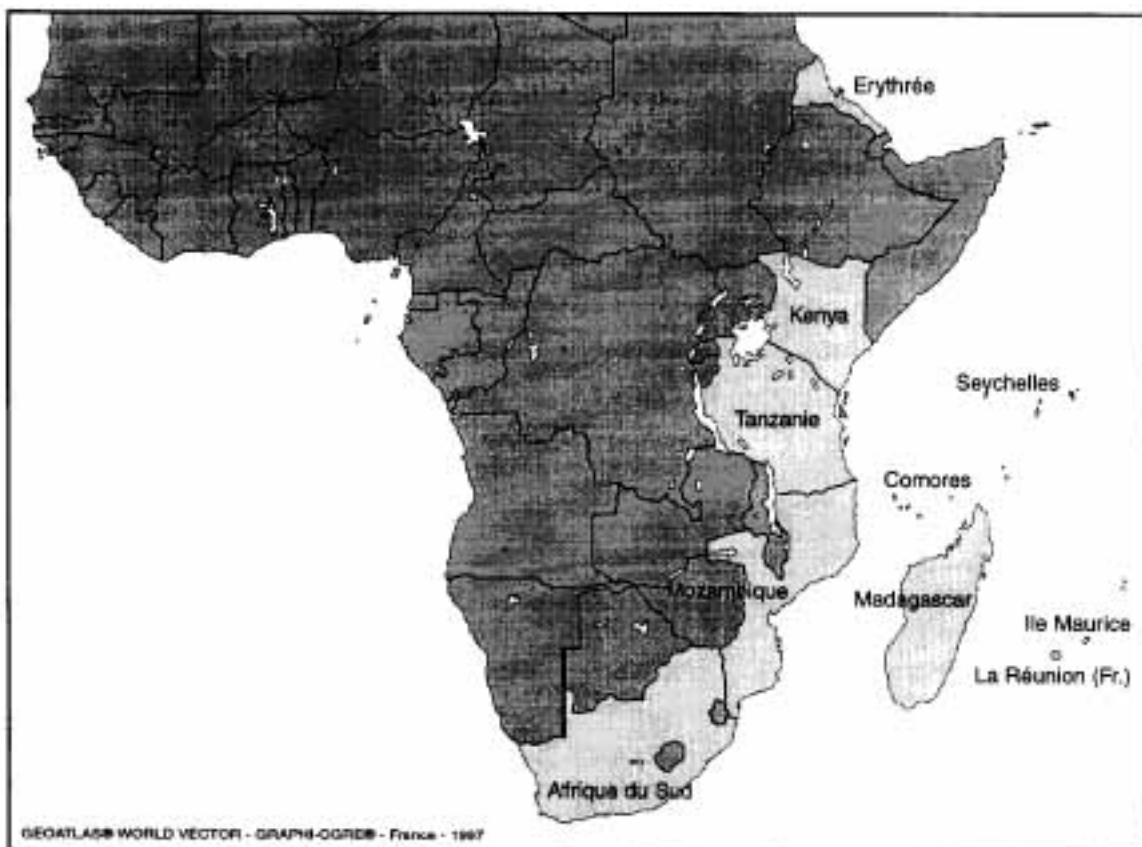 Erythrée
Kenya
Seychelles
Tanzanie
Comores
Mozambique
Madagascar
Ile Maurice
La Réunion (Fr.)
Afrique du Sud
GEOATLAS® WORLD VECTOR - GRAPHI-OGRE® - France - 1997